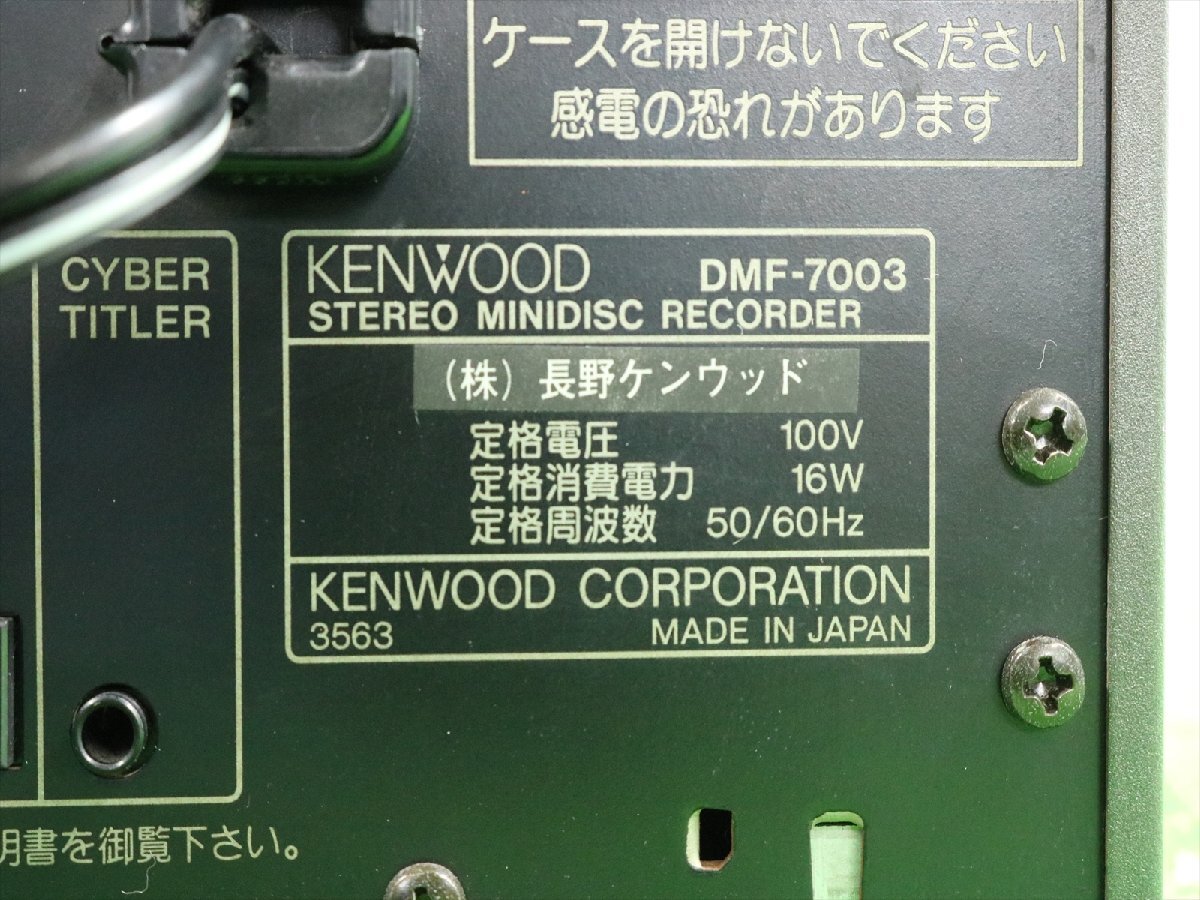 ケースを開けないでください
感電の恐れがあります
CYBER
TITLER
KENWOOD DMF-7003
STEREO MINIDISC RECORDER
(株) 長野ケンウッド
定格電圧 100V
定格消費電力 16W
定格周波数 50/60Hz
KENWOOD CORPORATION
3563 MADE IN JAPAN
明書を御覧下さい。